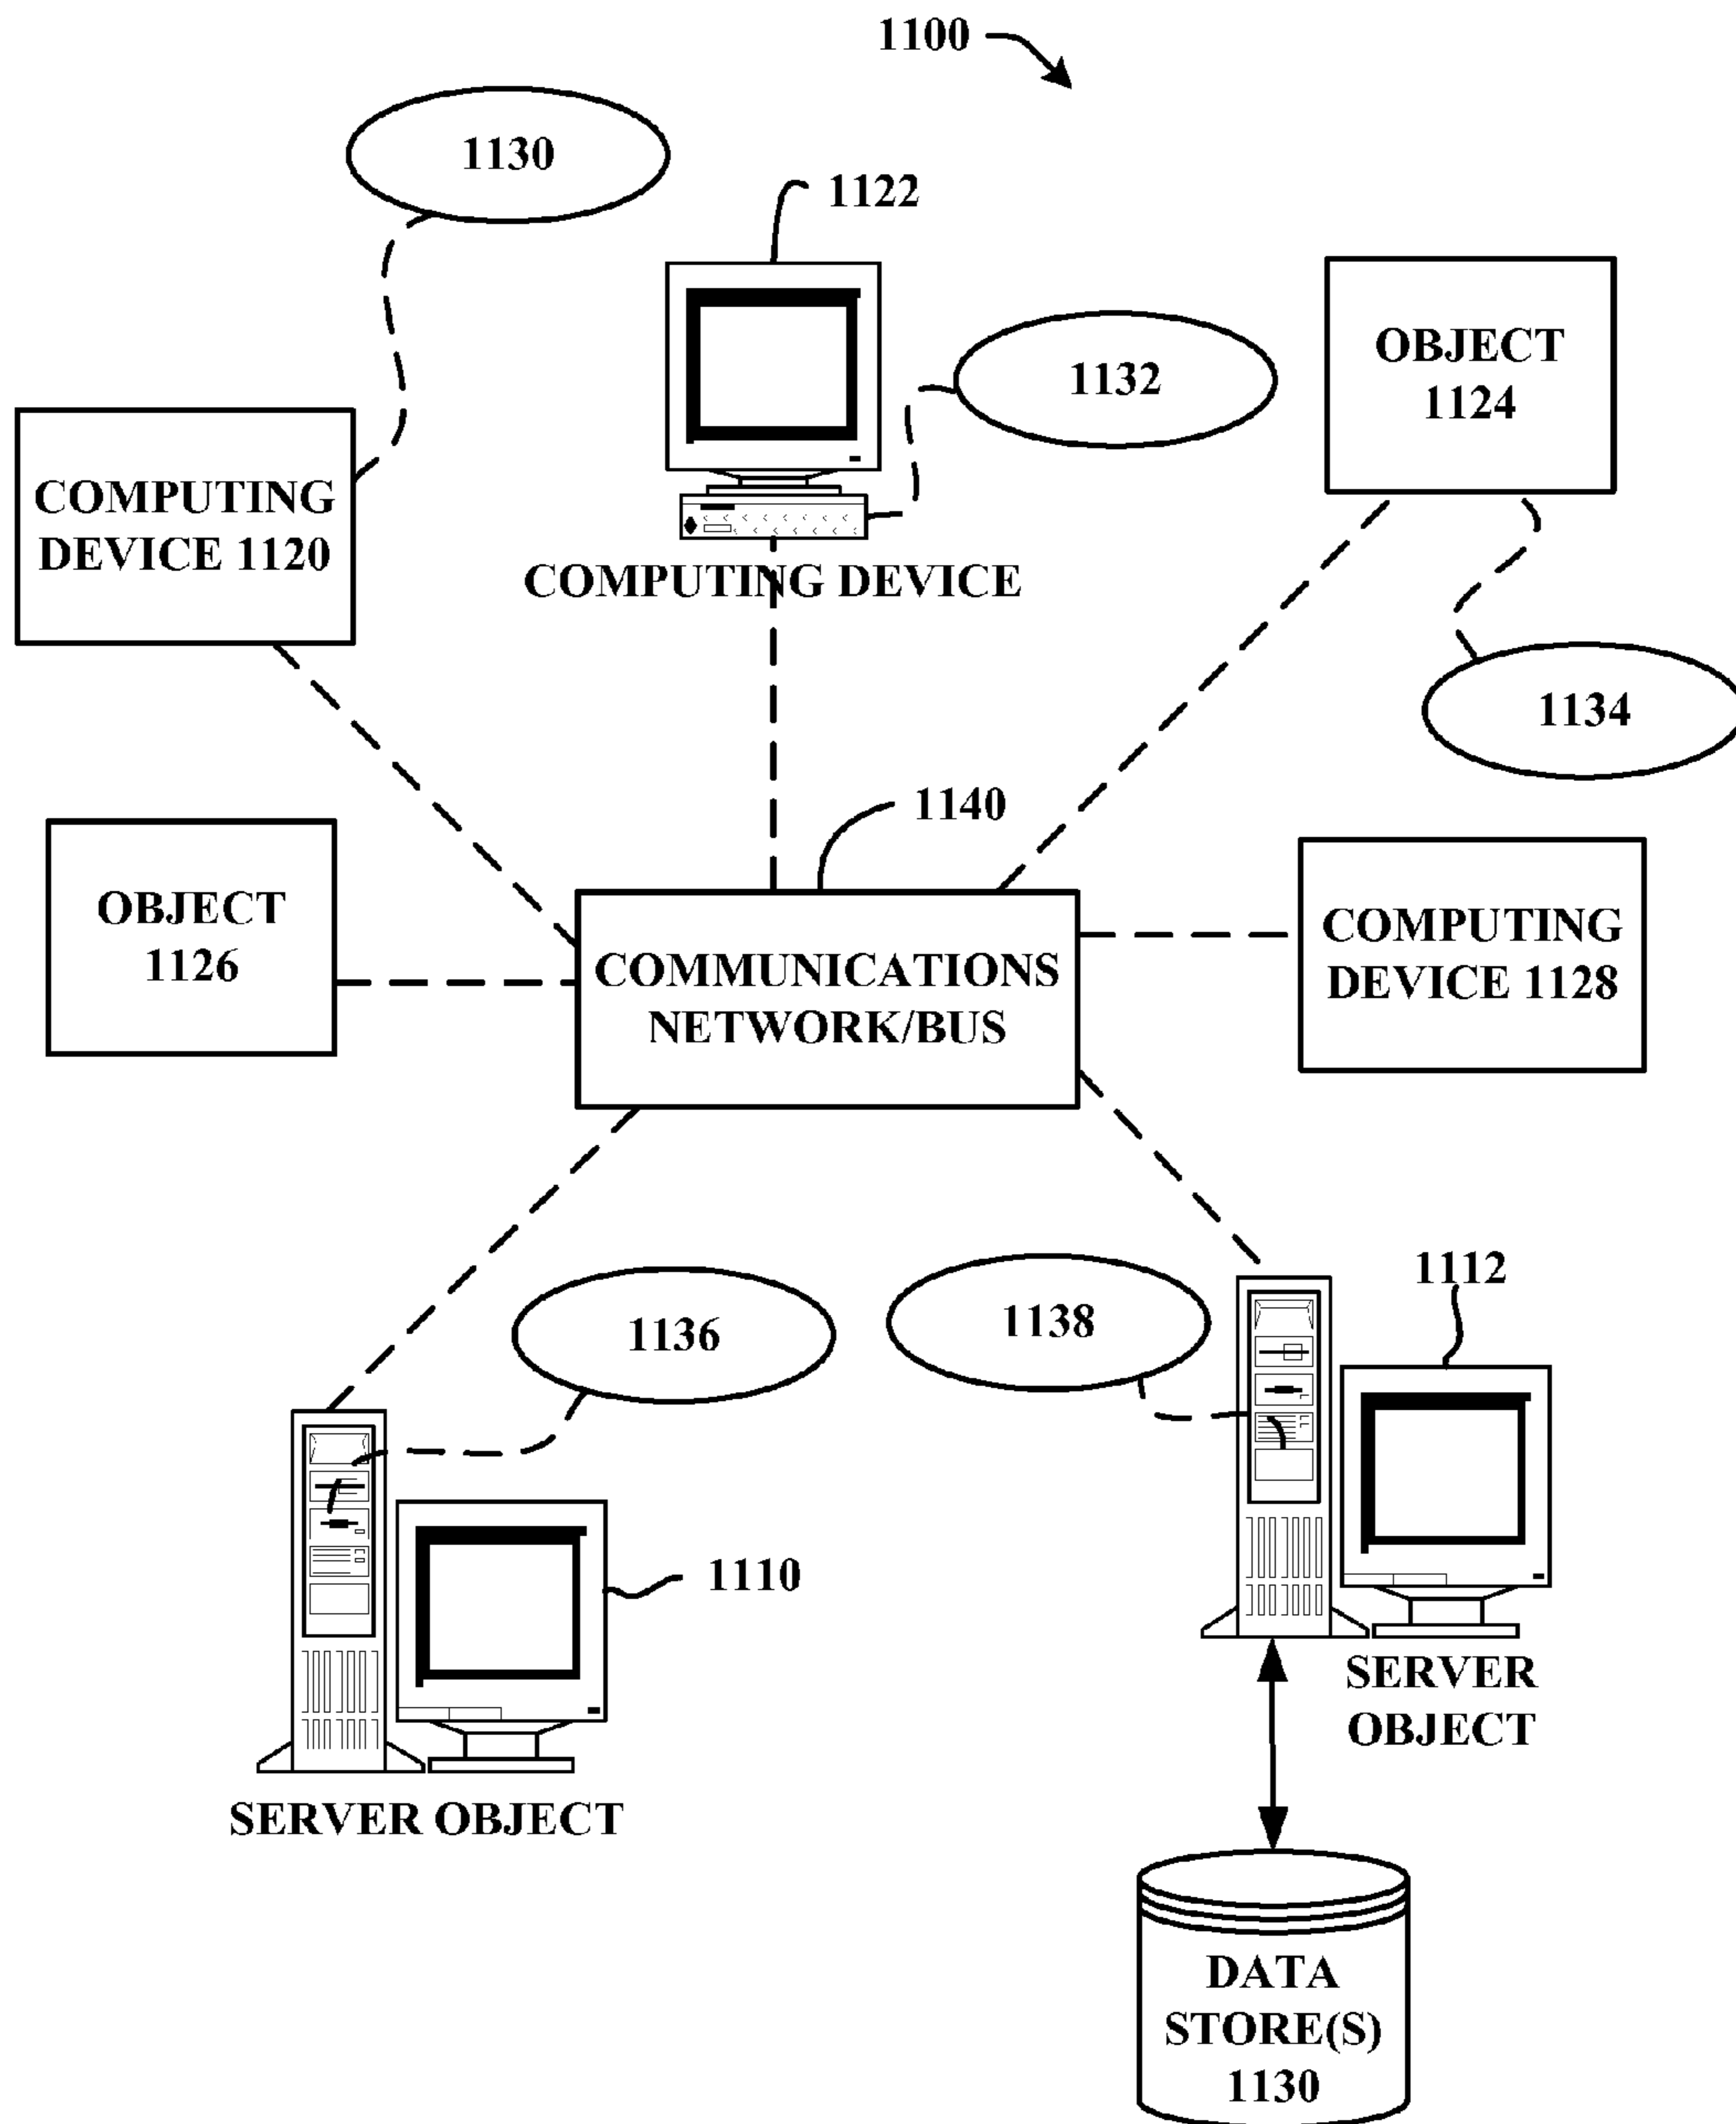 1100
1130
1122
1132
OBJECT
1124
COMPUTING
DEVICE 1120
COMPUTING DEVICE
1134
1140
OBJECT
1126
COMMUNICATIONS
NETWORK/BUS
COMPUTING
DEVICE 1128
1136
1138
1112
1110
SERVER
OBJECT
SERVER OBJECT
DATA
STORE(S)
1130